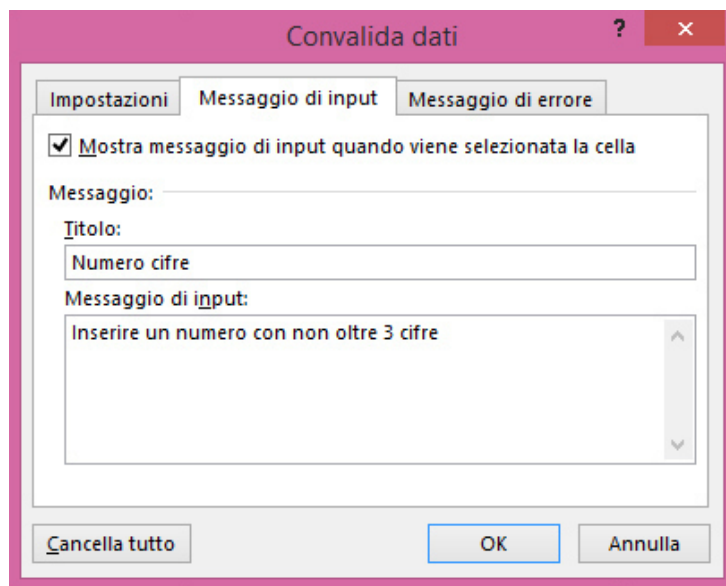 Convalida dati
?
×
Impostazioni Messaggio di input Messaggio di errore
Mostra messaggio di input quando viene selezionata la cella
Messaggio:
Titolo:
Numero cifre
Messaggio di input:
Inserire un numero con non oltre 3 cifre
Cancella tutto OK Annulla